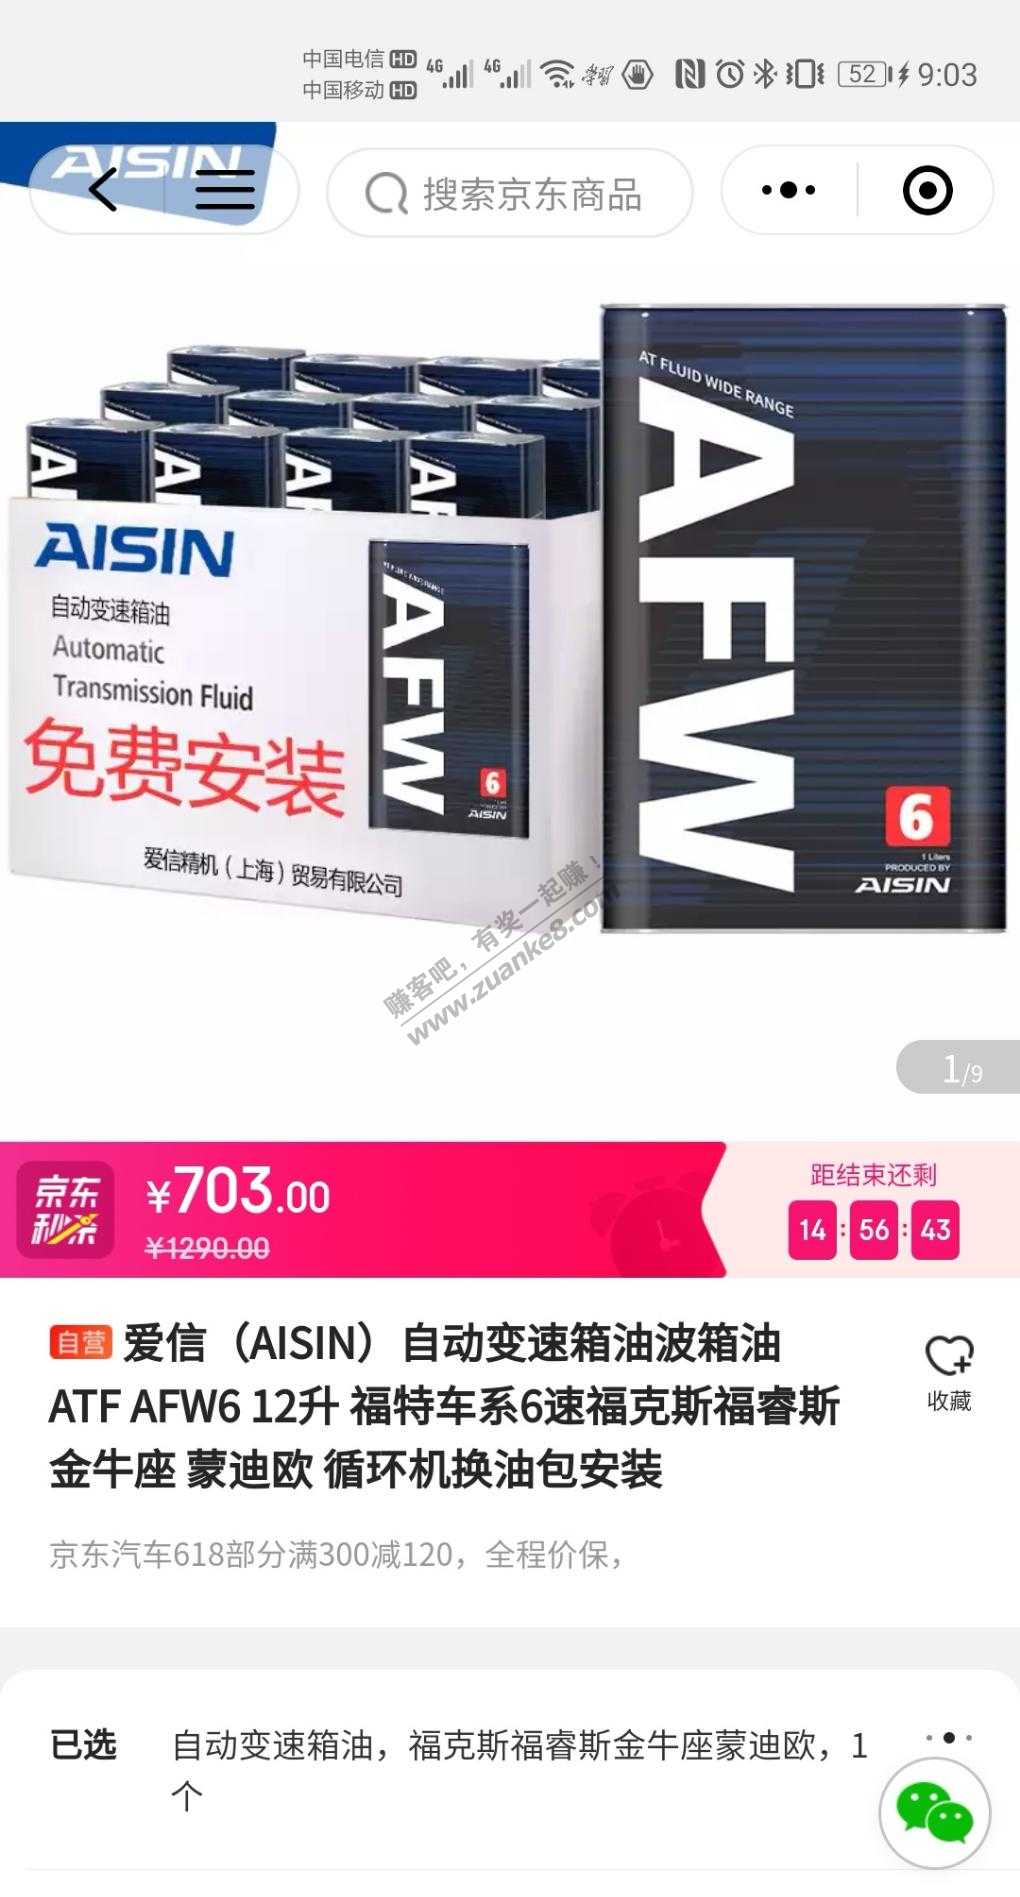 中国电信 HD
中国移动 HD
4G 4G 学习 52 9:03
AISIN
搜索京东商品
AT FLUID WIDE RANGE
AFW
6
1 Liters
PRODUCED BY
AISIN
AISIN
自动变速箱油
Automatic
Transmission Fluid
免费安装
爱信精机（上海）贸易有限公司
AFW
6
AISIN
赚客吧，有奖一起赚！
www.zuanke8.com
1/9
京东
秒杀
¥703.00
¥1290.00
距结束还剩
14 : 56 : 43
自营 爱信（AISIN）自动变速箱油波箱油
ATF AFW6 12升 福特车系6速福克斯福睿斯
金牛座 蒙迪欧 循环机换油包安装
收藏
京东汽车618部分满300减120，全程价保，
已选 自动变速箱油，福克斯福睿斯金牛座蒙迪欧，1
个